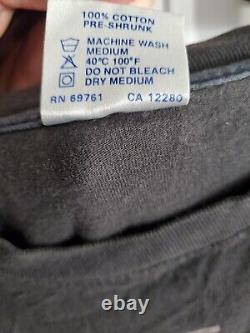 100% COTTON
PRE-SHRUNK
MACHINE WASH
MEDIUM
40°C 100°F
DO NOT BLEACH
DRY MEDIUM
RN 69761 CA 12280